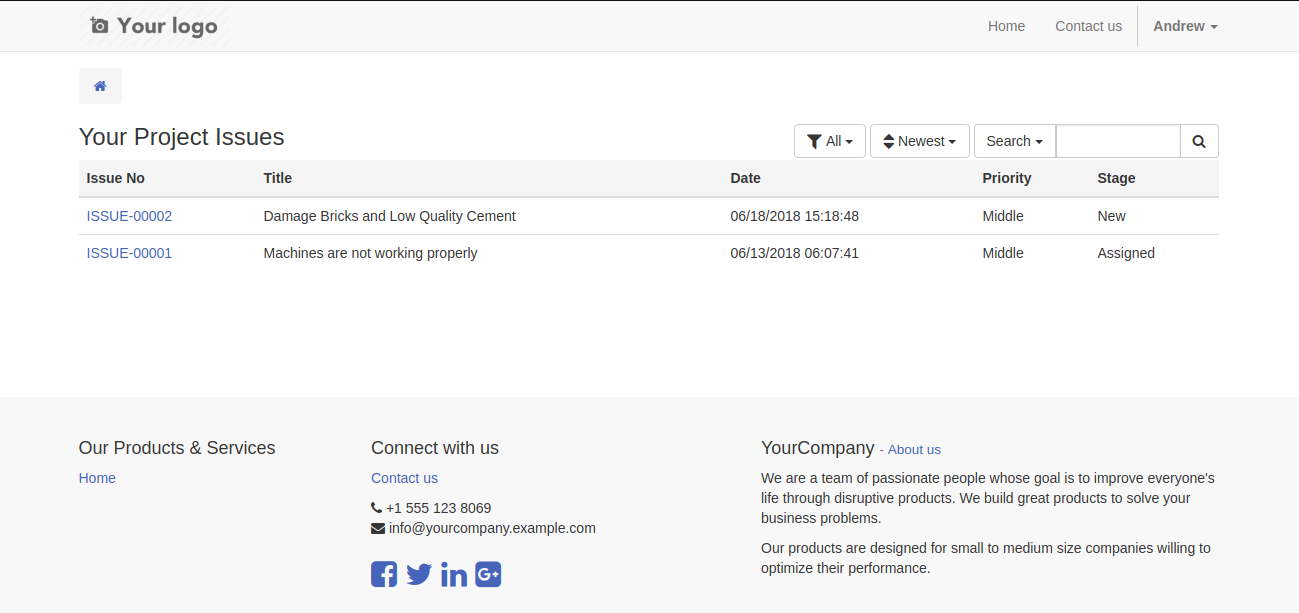 Your logo
Home Contact us Andrew
Your Project Issues
All Newest Search
Issue No Title Date Priority Stage
ISSUE-00002 Damage Bricks and Low Quality Cement 06/18/2018 15:18:48 Middle New
ISSUE-00001 Machines are not working properly 06/13/2018 06:07:41 Middle Assigned
Our Products & Services
Home
Connect with us
Contact us
+1 555 123 8069
info@yourcompany.example.com
YourCompany - About us
We are a team of passionate people whose goal is to improve everyone's
life through disruptive products. We build great products to solve your
business problems.
Our products are designed for small to medium size companies willing to
optimize their performance.